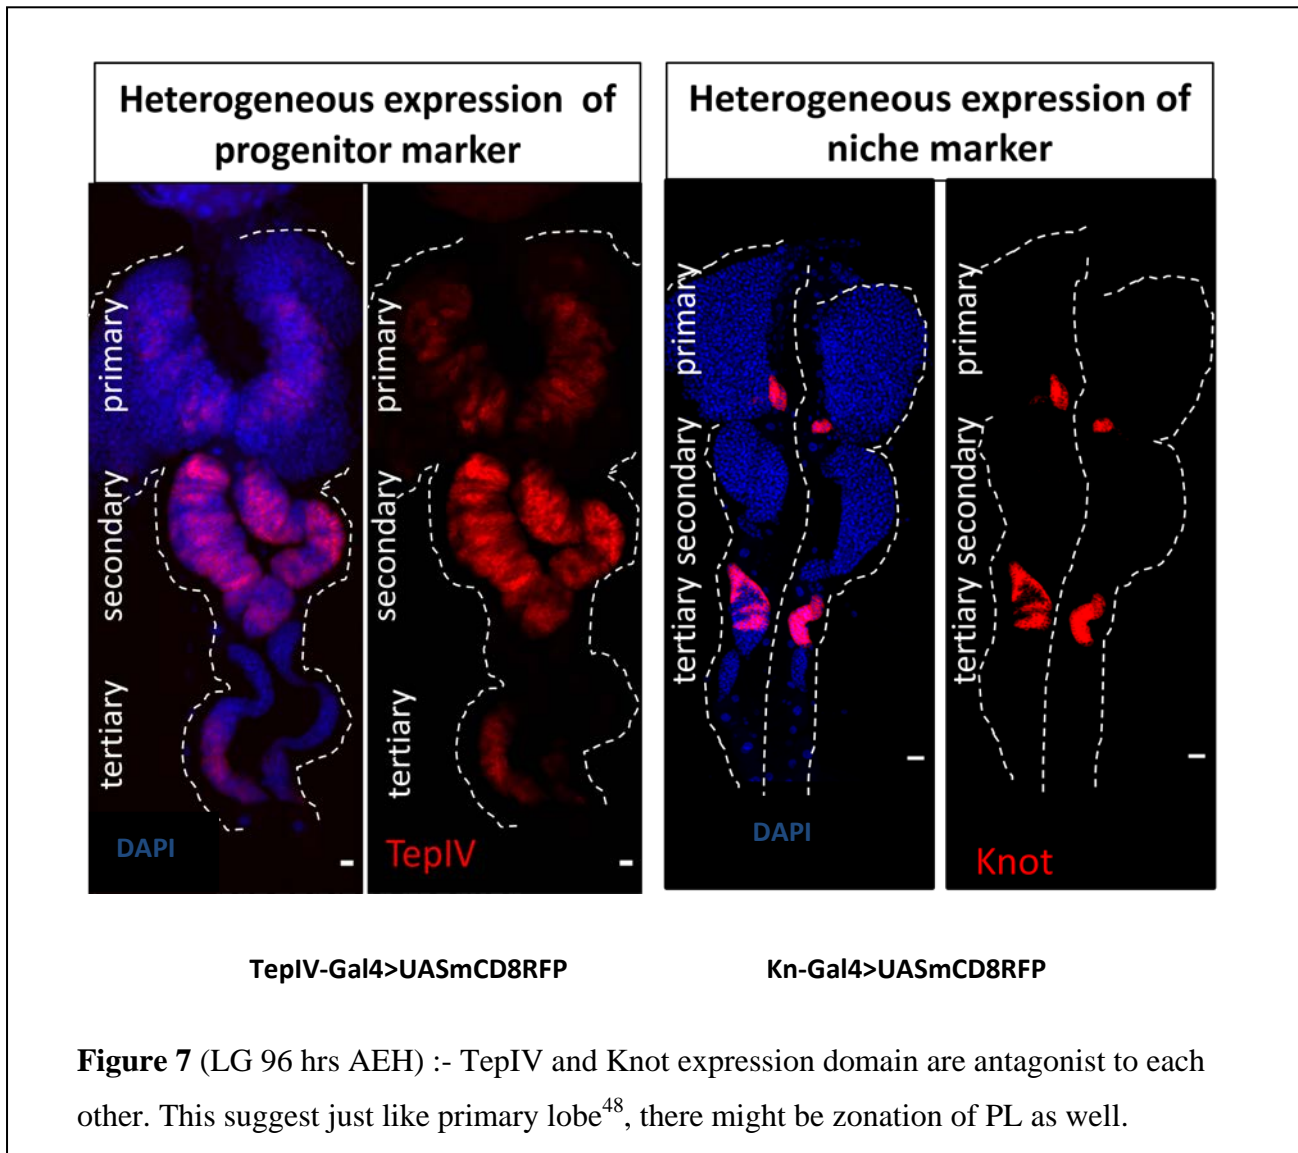 Heterogeneous expression of
progenitor marker
Heterogeneous expression of
niche marker
primary
secondary
tertiary
DAPI
primary
secondary
tertiary
TepIV
primary
tertiary secondary
DAPI
primary
tertiary secondary
Knot
TepIV-Gal4>UASmCD8RFP
Kn-Gal4>UASmCD8RFP
Figure 7 (LG 96 hrs AEH) :- TepIV and Knot expression domain are antagonist to each
other. This suggest just like primary lobe48, there might be zonation of PL as well.